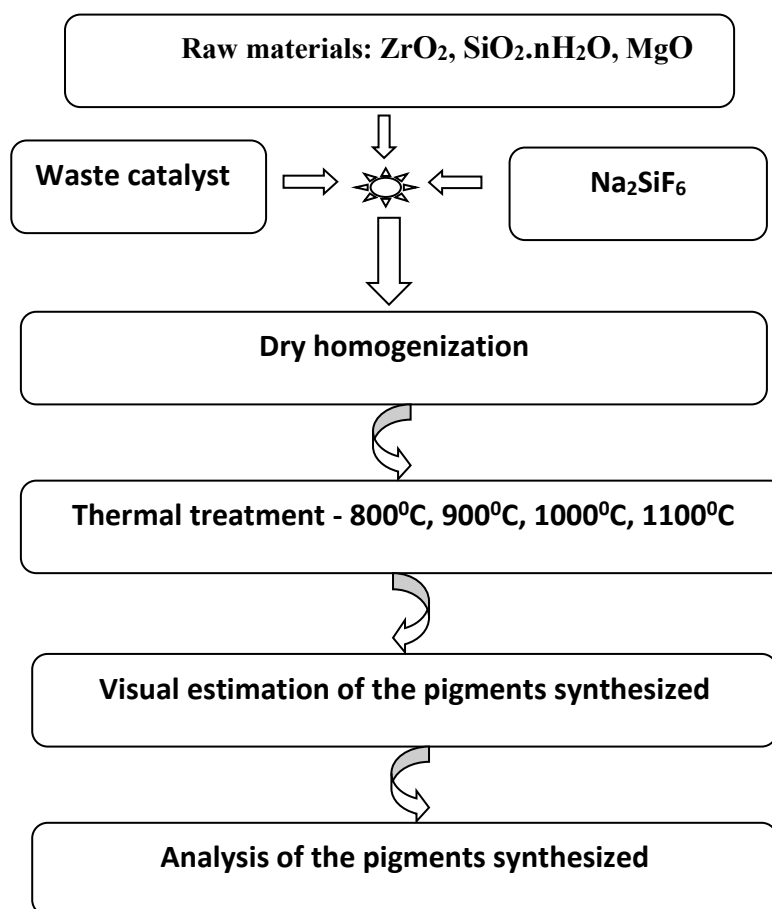 Raw materials: ZrO₂, SiO₂.nH₂O, MgO
Waste catalyst
Na₂SiF₆
Dry homogenization
Thermal treatment - 800⁰C, 900⁰C, 1000⁰C, 1100⁰C
Visual estimation of the pigments synthesized
Analysis of the pigments synthesized